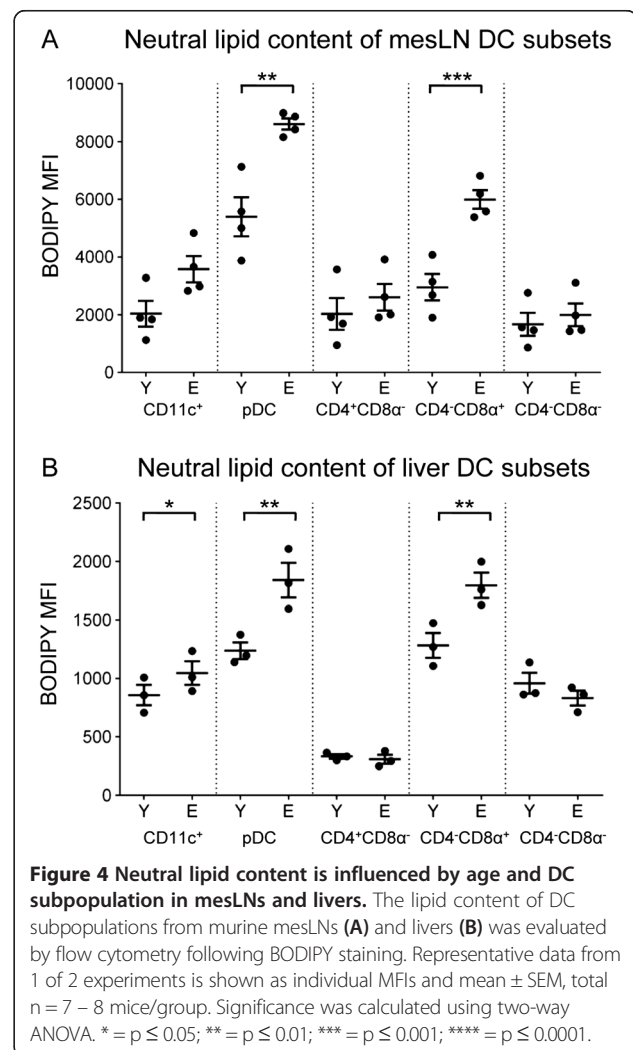 A Neutral lipid content of mesLN DC subsets
** ***
10000
8000
6000
4000
2000
0
BODIPY MFI
Y E Y E Y E Y E Y E
CD11c⁺ pDC CD4⁺CD8α⁻ CD4⁻CD8α⁺ CD4⁻CD8α⁻
B Neutral lipid content of liver DC subsets
* ** **
2500
2000
1500
1000
500
0
BODIPY MFI
Y E Y E Y E Y E Y E
CD11c⁺ pDC CD4⁺CD8α⁻ CD4⁻CD8α⁺ CD4⁻CD8α⁻
Figure 4 Neutral lipid content is influenced by age and DC
subpopulation in mesLNs and livers. The lipid content of DC
subpopulations from murine mesLNs (A) and livers (B) was evaluated
by flow cytometry following BODIPY staining. Representative data from
1 of 2 experiments is shown as individual MFIs and mean ± SEM, total
n = 7 – 8 mice/group. Significance was calculated using two-way
ANOVA. * = p ≤ 0.05; ** = p ≤ 0.01; *** = p ≤ 0.001; **** = p ≤ 0.0001.